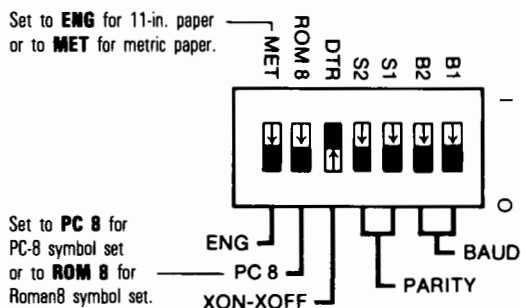 Set to ENG for 11-in. paper
or to MET for metric paper.
MET
ROM 8
DTR
S2
S1
B2
B1
I
O
Set to PC 8 for
PC-8 symbol set
or to ROM 8 for
Roman8 symbol set.
ENG
PC 8
XON-XOFF
PARITY
BAUD